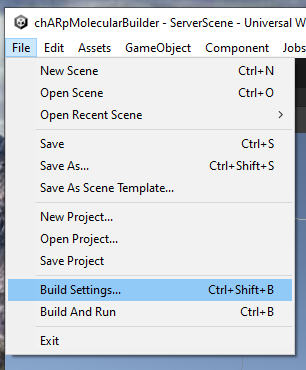 chARpMolecularBuilder - ServerScene - Universal W
File Edit Assets GameObject Component Jobs
New Scene Ctrl+N
Open Scene Ctrl+O
Open Recent Scene
Save Ctrl+S
Save As... Ctrl+Shift+S
Save As Scene Template...
New Project...
Open Project...
Save Project
Build Settings... Ctrl+Shift+B
Build And Run Ctrl+B
Exit